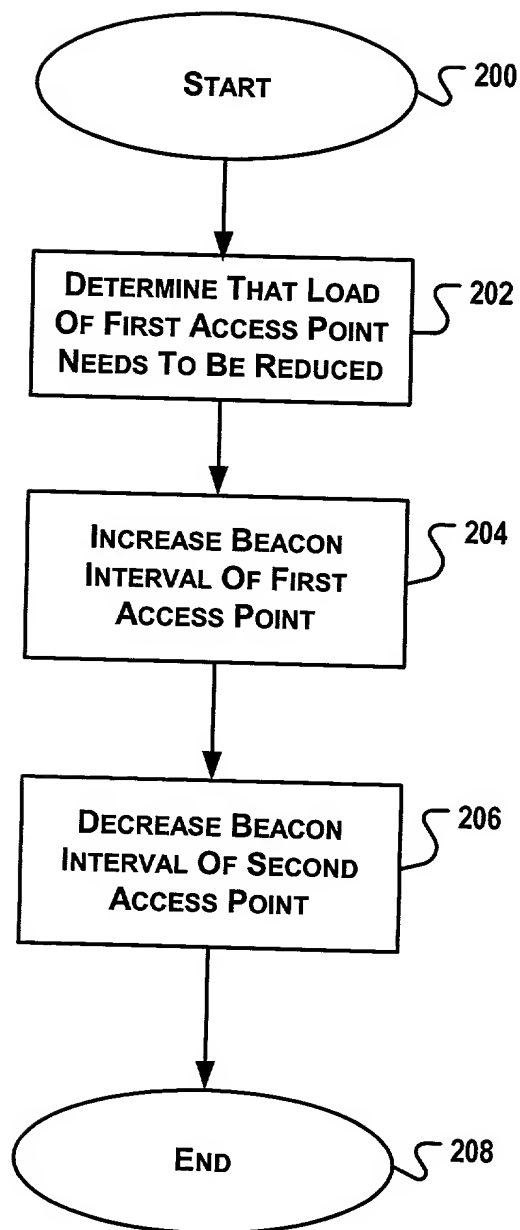 START
200
DETERMINE THAT LOAD
OF FIRST ACCESS POINT
NEEDS TO BE REDUCED
202
INCREASE BEACON
INTERVAL OF FIRST
ACCESS POINT
204
DECREASE BEACON
INTERVAL OF SECOND
ACCESS POINT
206
END
208